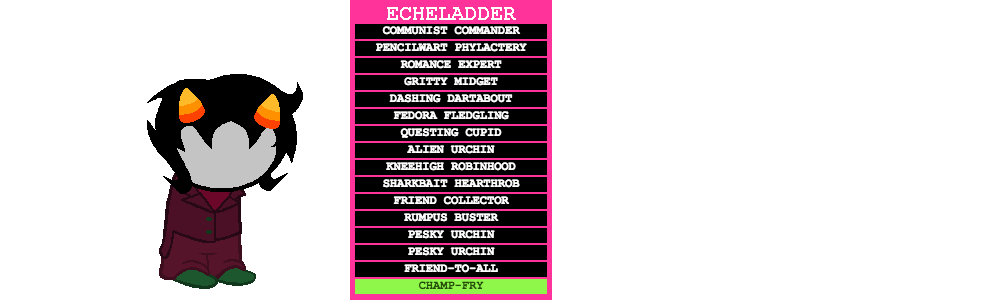 ECHELADDER
COMMUNIST COMMANDER
PENCILWART PHYLACTERY
ROMANCE EXPERT
GRITTY MIDGET
DASHING DARTABOUT
FEDORA FLEDGLING
QUESTING CUPID
ALIEN URCHIN
KNEEHIGH ROBINHOOD
SHARKBAIT HEARTHROB
FRIEND COLLECTOR
RUMPUS BUSTER
PESKY URCHIN
PESKY URCHIN
FRIEND-TO-ALL
CHAMP-FRY